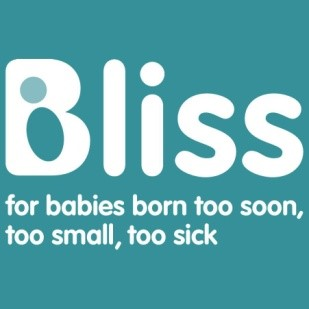 Bliss
for babies born too soon,
too small, too sick